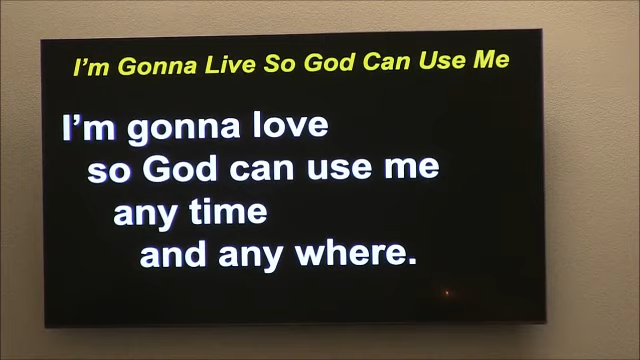 I'm Gonna Live So God Can Use Me
I'm gonna love
so God can use me
any time
and any where.